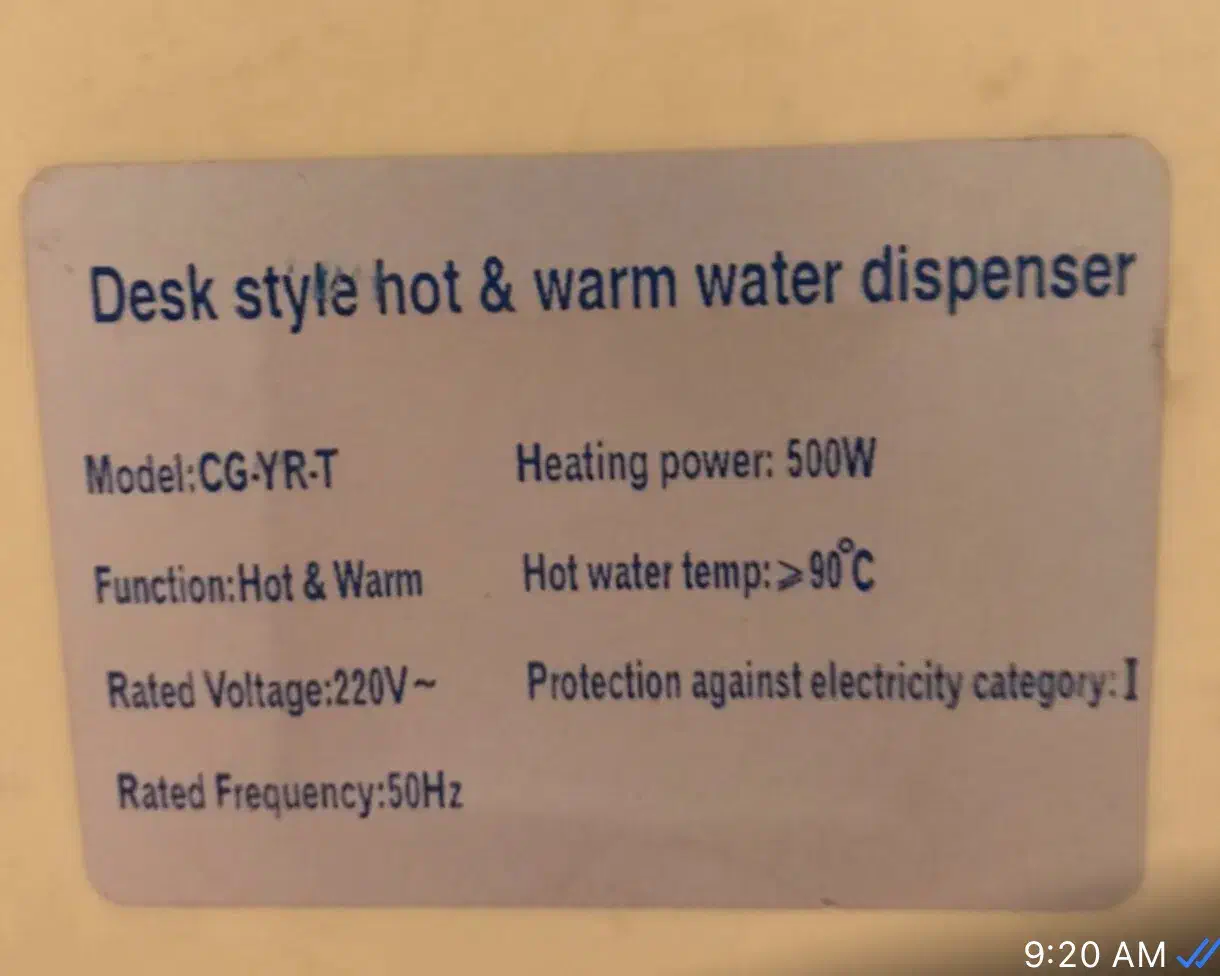 Desk style hot & warm water dispenser
Model:CG-YR-T
Heating power: 500W
Function:Hot & Warm
Hot water temp:⩾90℃
Rated Voltage:220V~
Protection against electricity category:I
Rated Frequency:50Hz
9:20 AM